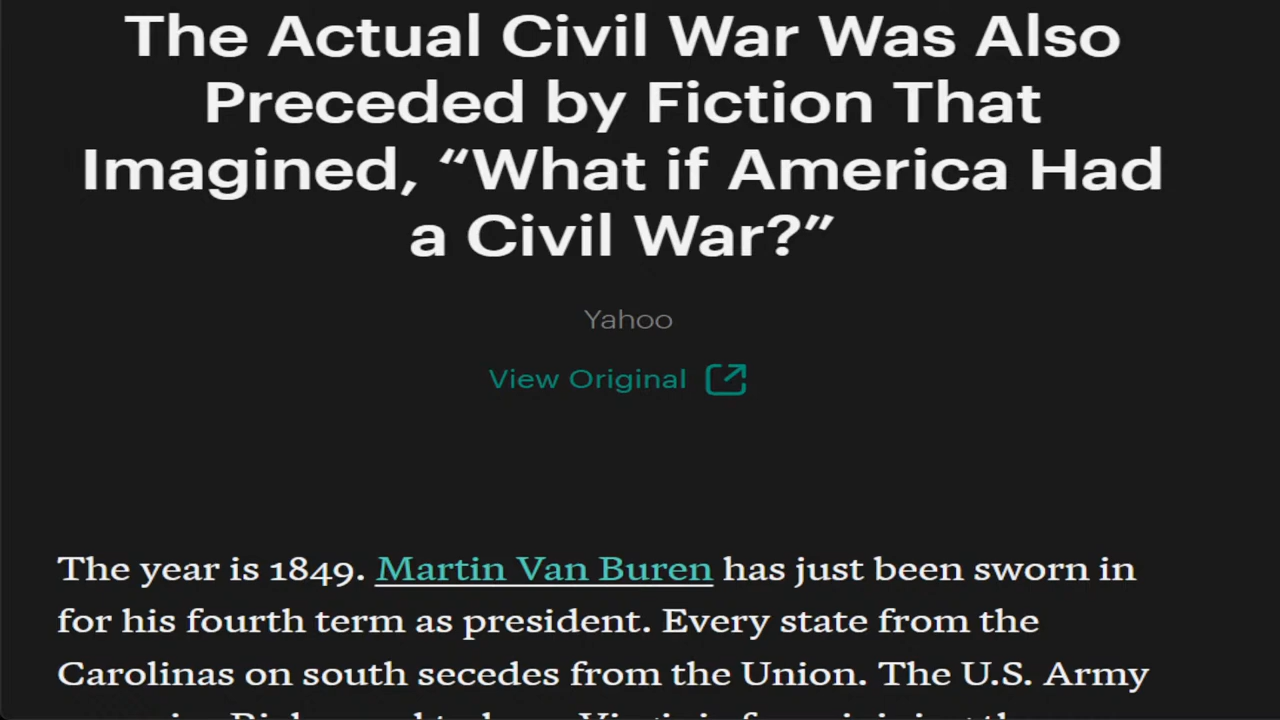 The Actual Civil War Was Also
Preceded by Fiction That
Imagined, “What if America Had
a Civil War?”
Yahoo
View Original
The year is 1849. Martin Van Buren has just been sworn in
for his fourth term as president. Every state from the
Carolinas on south secedes from the Union. The U.S. Army